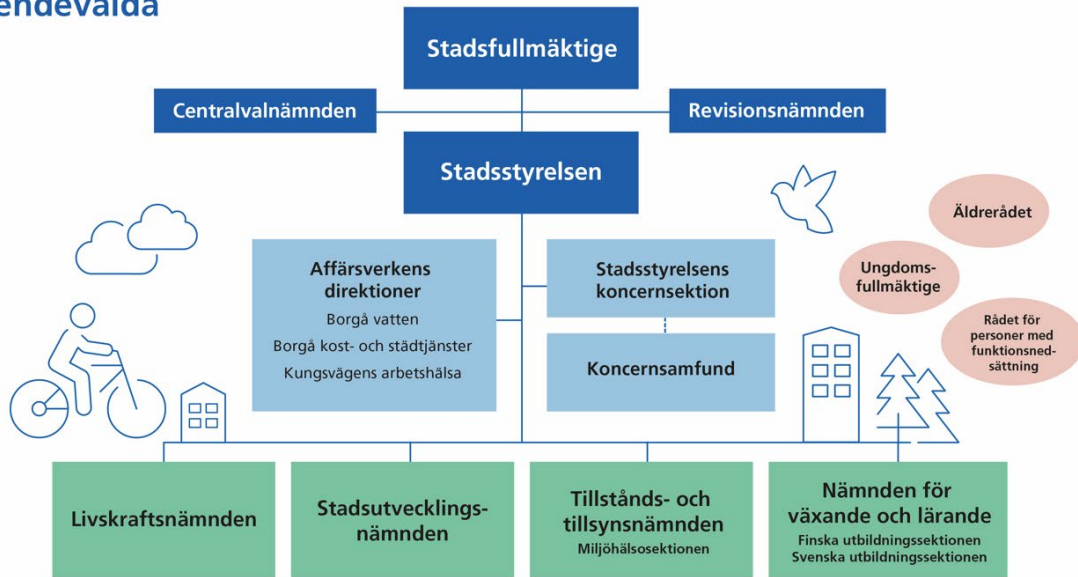 Stadsfullmäktige
Centralvalnämnden
Revisionsnämnden
Stadsstyrelsen
Affärsverkens
direktioner
Borgå vatten
Borgå kost- och städtjänster
Kungsvägens arbetshälsa
Stadsstyrelsens
koncernsektion
Koncernsamfund
Äldrerådet
Ungdoms-
fullmäktige
Rådet för
personer med
funktionsned-
sättning
Livskraftsnämnden
Stadsutvecklings-
nämnden
Tillstånds- och
tillsynsnämnden
Miljöhälsosektionen
Nämnden för
växande och lärande
Finska utbildningssektionen
Svenska utbildningssektionen